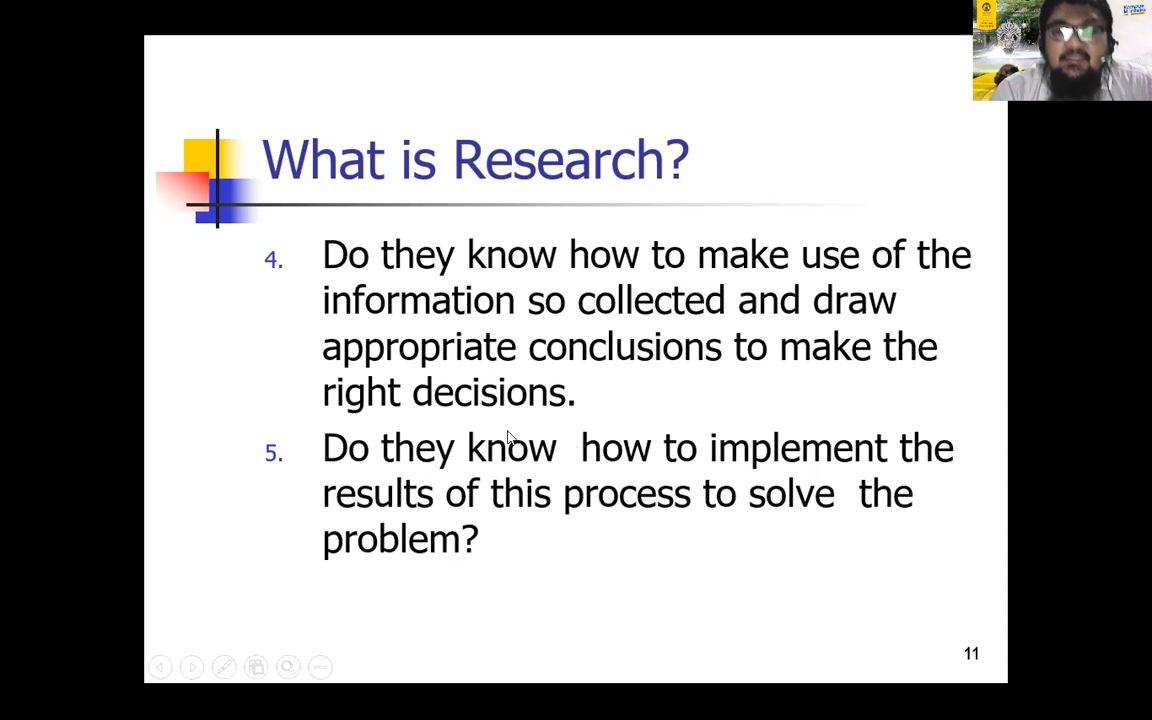 What is Research?
4. Do they know how to make use of the
information so collected and draw
appropriate conclusions to make the
right decisions.
5. Do they know  how to implement the
results of this process to solve  the
problem?
11